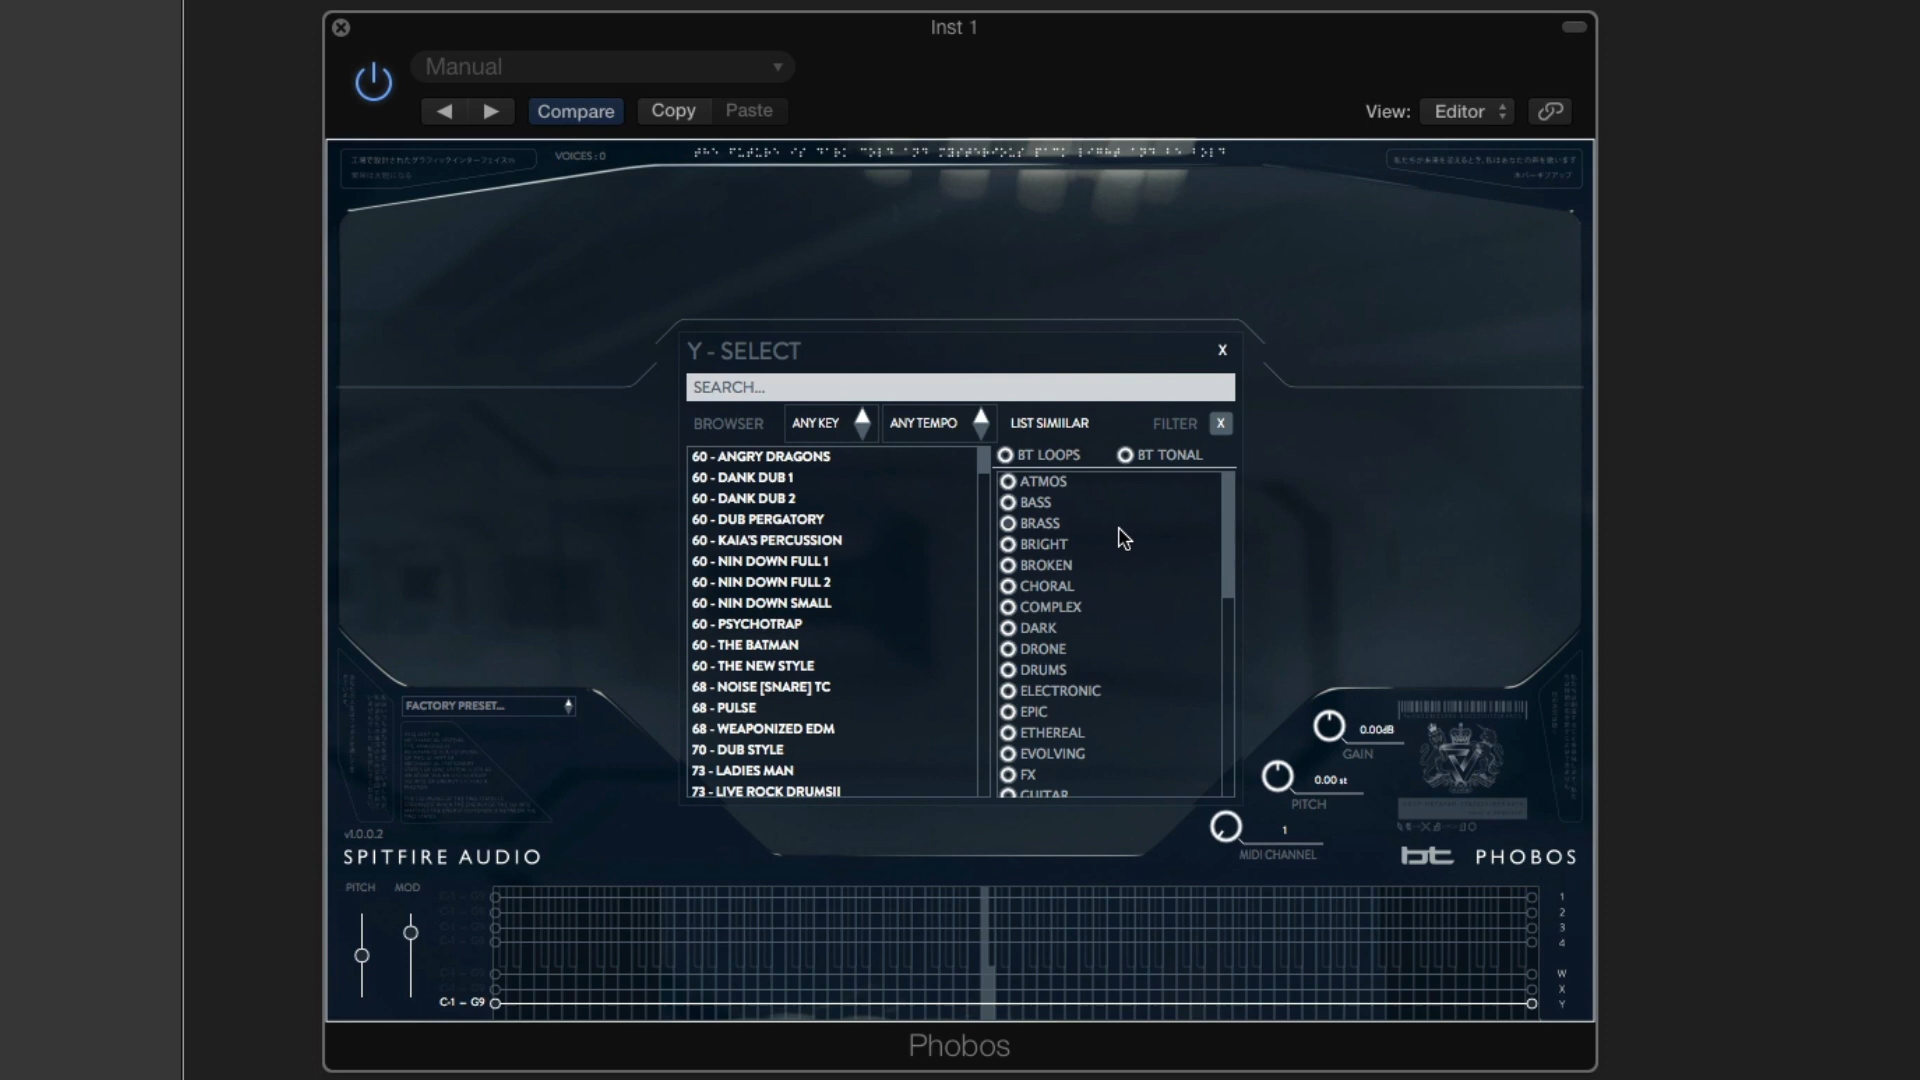 Inst 1
Manual
Compare
Copy
Paste
View:
Editor
VOICES: 0
Y - SELECT
X
SEARCH...
BROWSER
ANY KEY
ANY TEMPO
LIST SIMIILAR
FILTER
X
BT LOOPS
BT TONAL
60 - ANGRY DRAGONS
60 - DANK DUB 1
60 - DANK DUB 2
60 - DUB PERGATORY
60 - KAIA'S PERCUSSION
60 - NIN DOWN FULL 1
60 - NIN DOWN FULL 2
60 - NIN DOWN SMALL
60 - PSYCHOTRAP
60 - THE BATMAN
60 - THE NEW STYLE
68 - NOISE [SNARE] TC
68 - PULSE
68 - WEAPONIZED EDM
70 - DUB STYLE
73 - LADIES MAN
73 - LIVE ROCK DRUMSII
ATMOS
BASS
BRASS
BRIGHT
BROKEN
CHORAL
COMPLEX
DARK
DRONE
DRUMS
ELECTRONIC
EPIC
ETHEREAL
EVOLVING
FX
GUITAR
FACTORY PRESET...
0.00dB
GAIN
0.00 st
PITCH
1
MIDI CHANNEL
v1.0.0.2
SPITFIRE AUDIO
bt PHOBOS
PITCH
MOD
C-1 - G9
1
2
3
4
W
X
Y
Phobos